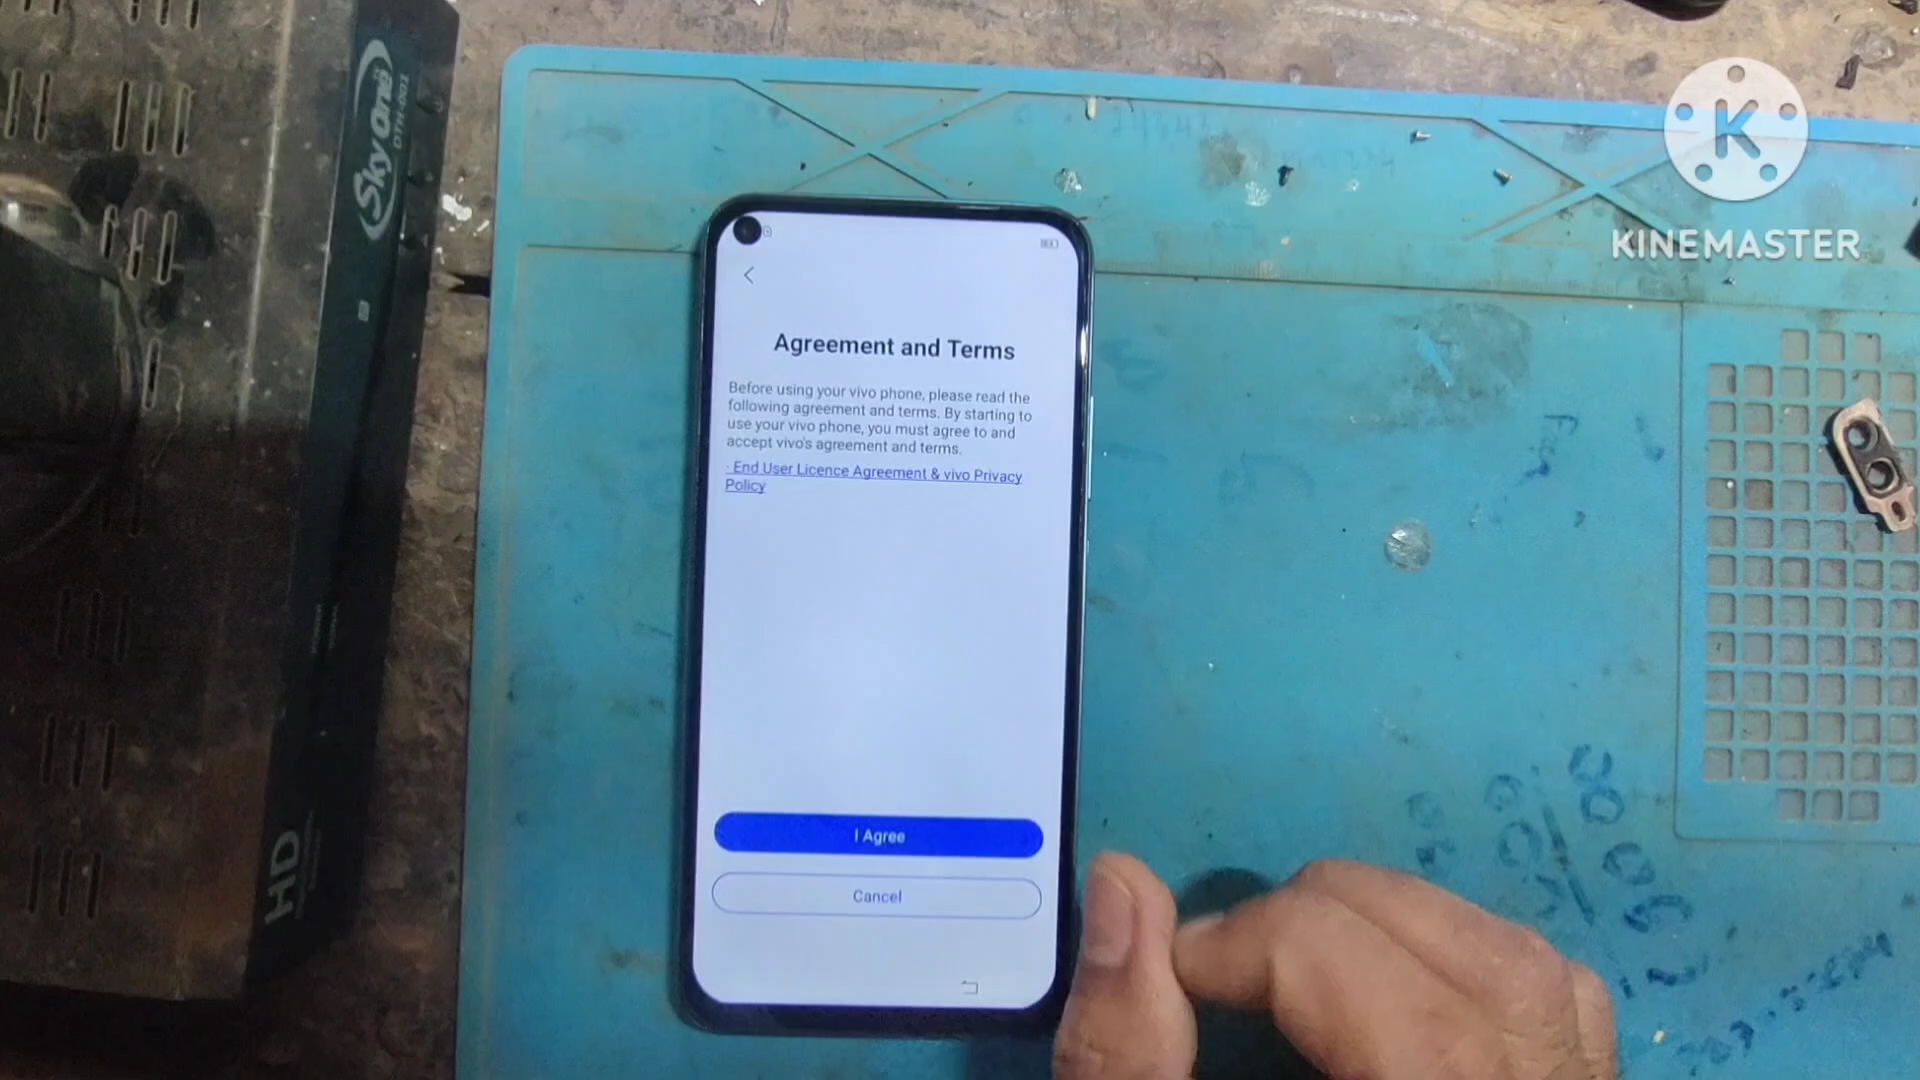 Sky one
DTH-001
HD
KINEMASTER
Agreement and Terms
Before using your vivo phone, please read the
following agreement and terms. By starting to
use your vivo phone, you must agree to and
accept vivo's agreement and terms.
· End User Licence Agreement & vivo Privacy
Policy
I Agree
Cancel